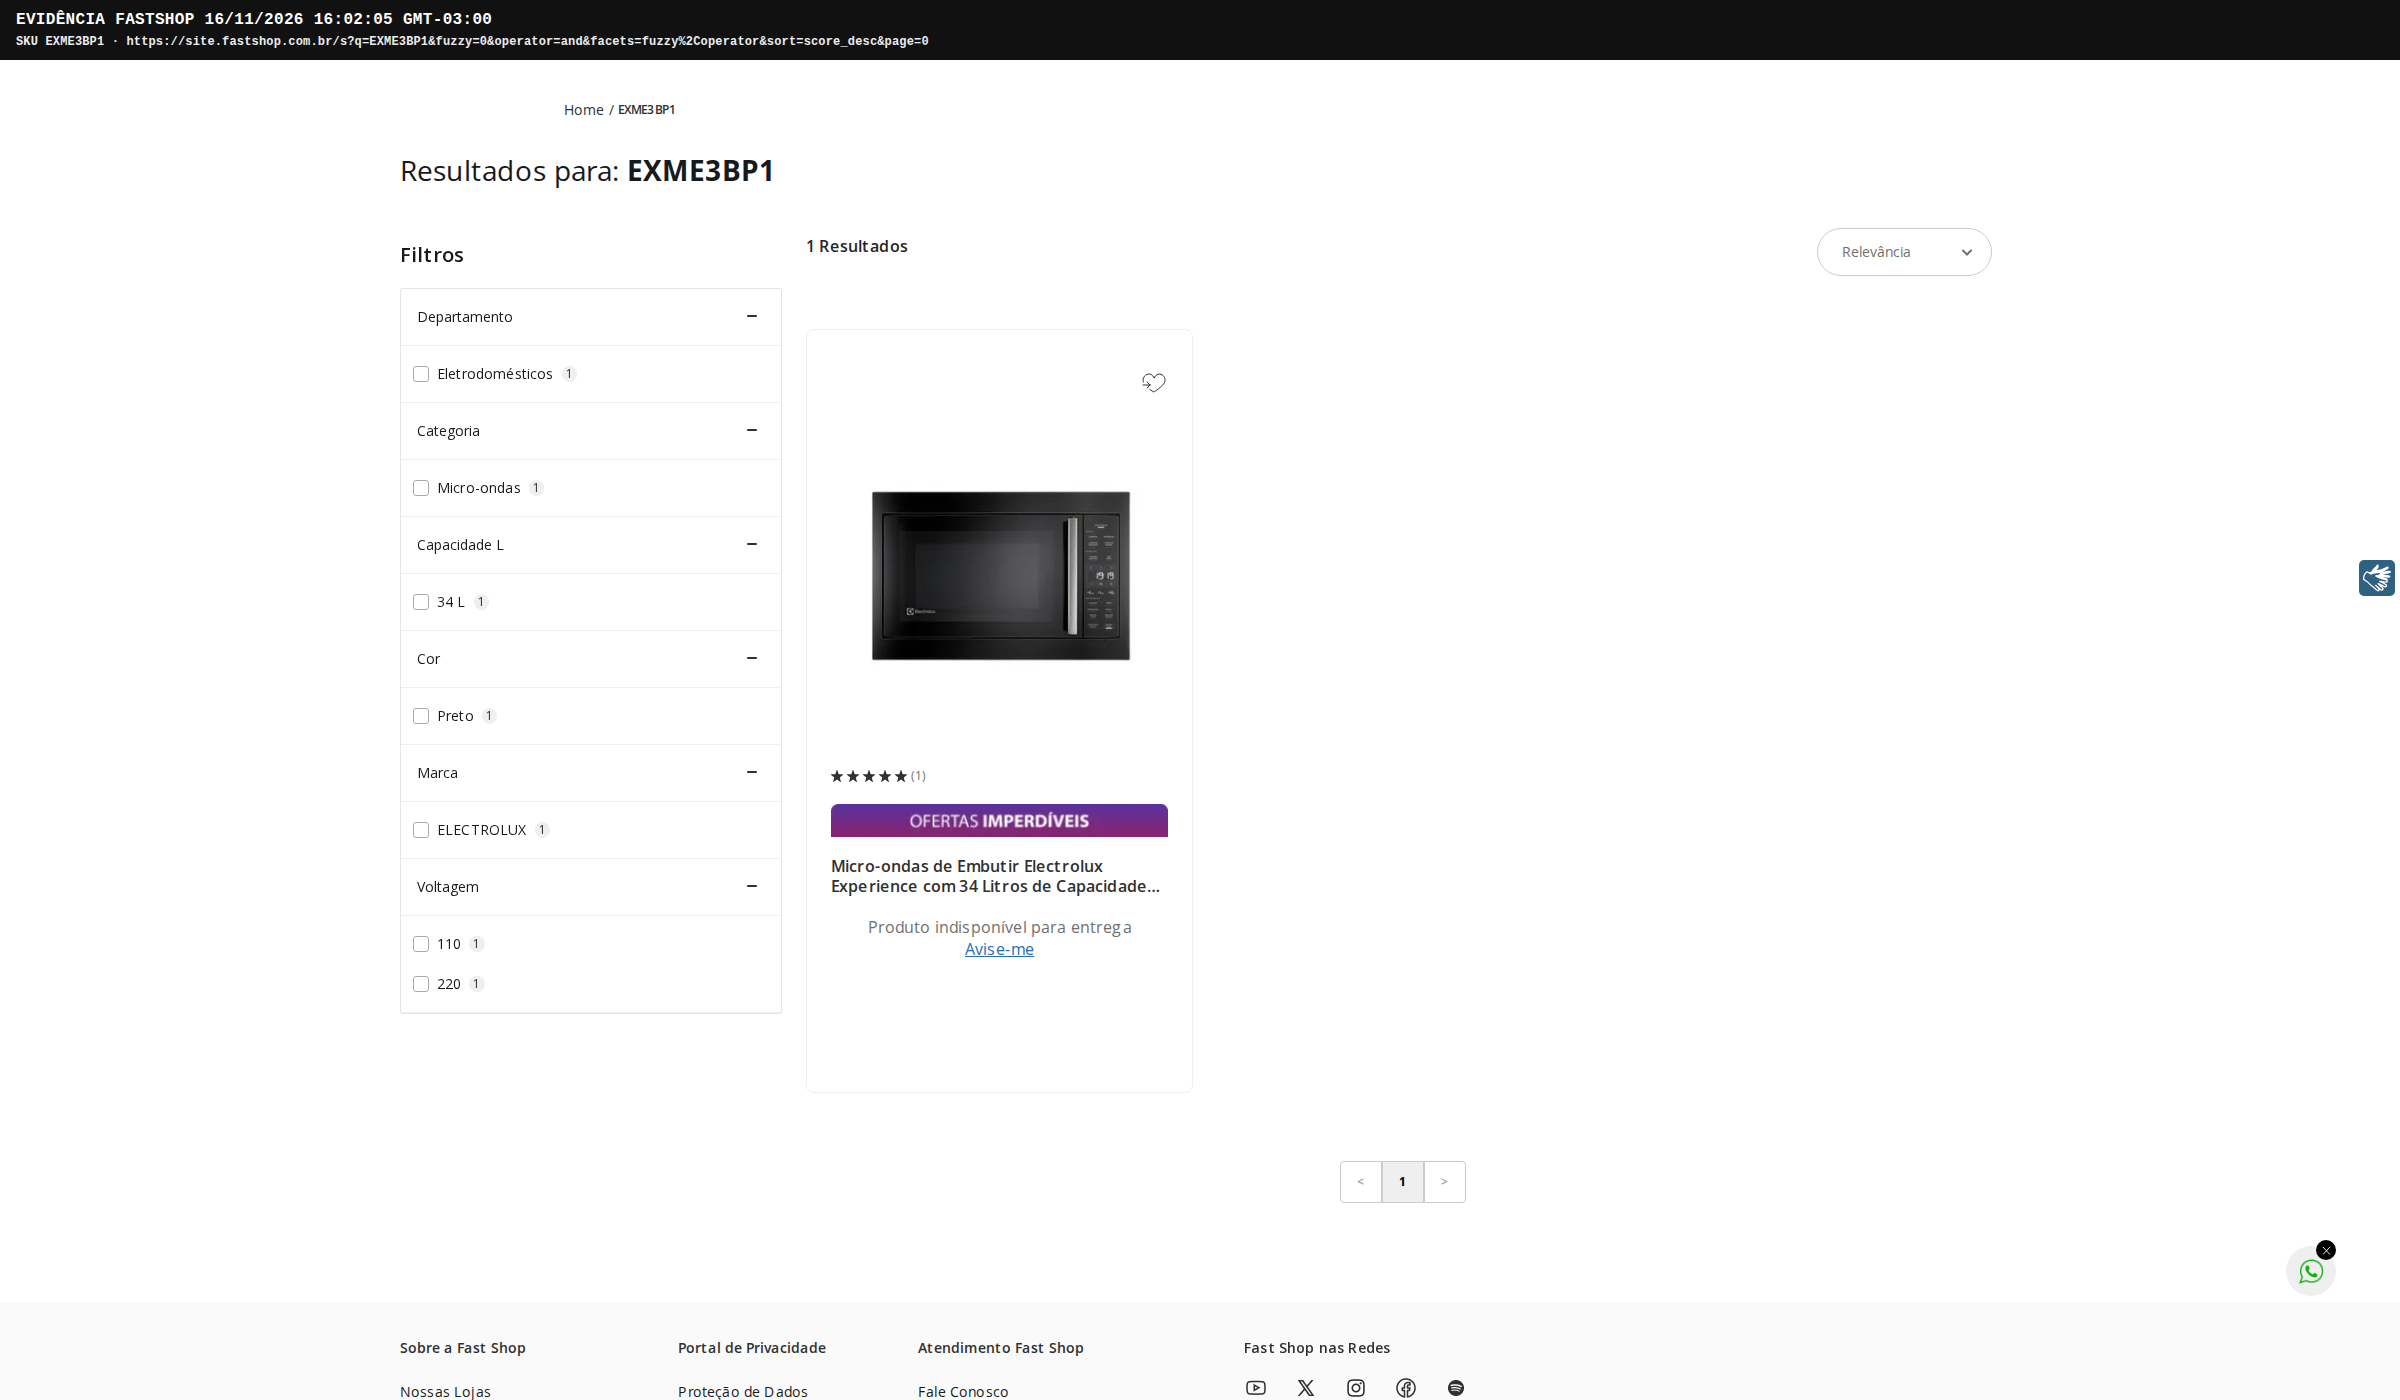 EVIDÊNCIA FASTSHOP 16/11/2026 16:02:05 GMT-03:00
SKU EXME3BP1 · https://site.fastshop.com.br/s?q=EXME3BP1&fuzzy=0&operator=and&facets=fuzzy%2Coperator&sort=score_desc&page=0
Home / EXME3BP1
Resultados para: EXME3BP1
Filtros
1 Resultados
Relevância
Departamento
Eletrodomésticos 1
Categoria
Micro-ondas 1
Capacidade L
34 L 1
Cor
Preto 1
Marca
ELECTROLUX 1
Voltagem
110 1
220 1
Electrolux
19 19
(1)
OFERTAS IMPERDÍVEIS
Micro-ondas de Embutir Electrolux
Experience com 34 Litros de Capacidade...
Produto indisponível para entrega
Avise-me
< 1 >
Sobre a Fast Shop
Portal de Privacidade
Atendimento Fast Shop
Fast Shop nas Redes
Nossas Lojas
Proteção de Dados
Fale Conosco